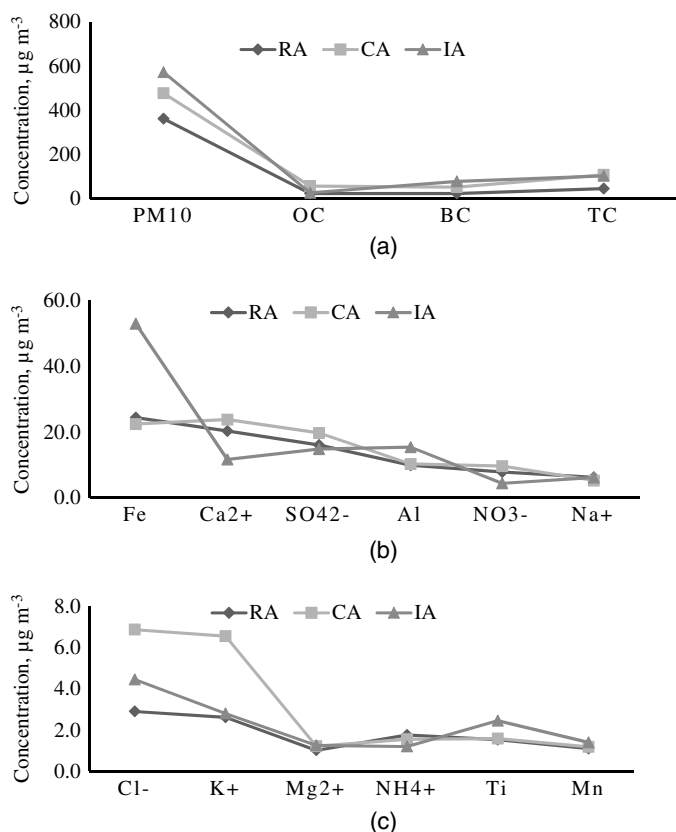 800
600
400
200
0
Concentration, µg m-3
RA CA IA
PM10 OC BC TC
(a)
60.0
40.0
20.0
0.0
Concentration, µg m-3
RA CA IA
Fe Ca2+ SO42- Al NO3- Na+
(b)
8.0
6.0
4.0
2.0
0.0
Concentration, µg m-3
RA CA IA
Cl- K+ Mg2+ NH4+ Ti Mn
(c)